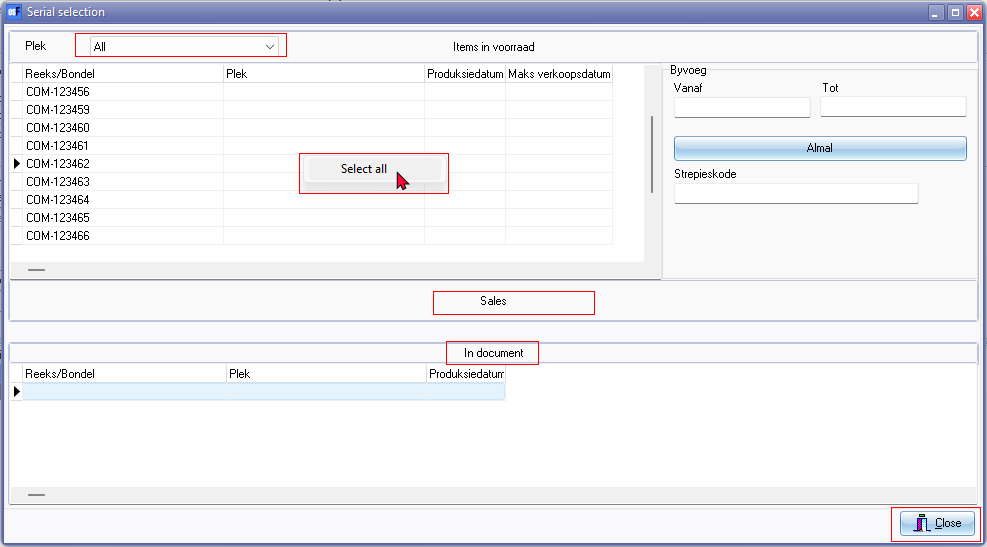 Serial selection
Plek
All
Items in voorraad
Reeks/Bondel Plek Produksiedatum Maks verkoopsdatum
COM-123456
COM-123459
COM-123460
COM-123461
COM-123462
COM-123463
COM-123464
COM-123465
COM-123466
Select all
Byvoeg
Vanaf Tot
Almal
Strepieskode
Sales
In document
Reeks/Bondel Plek Produksiedatum
Close